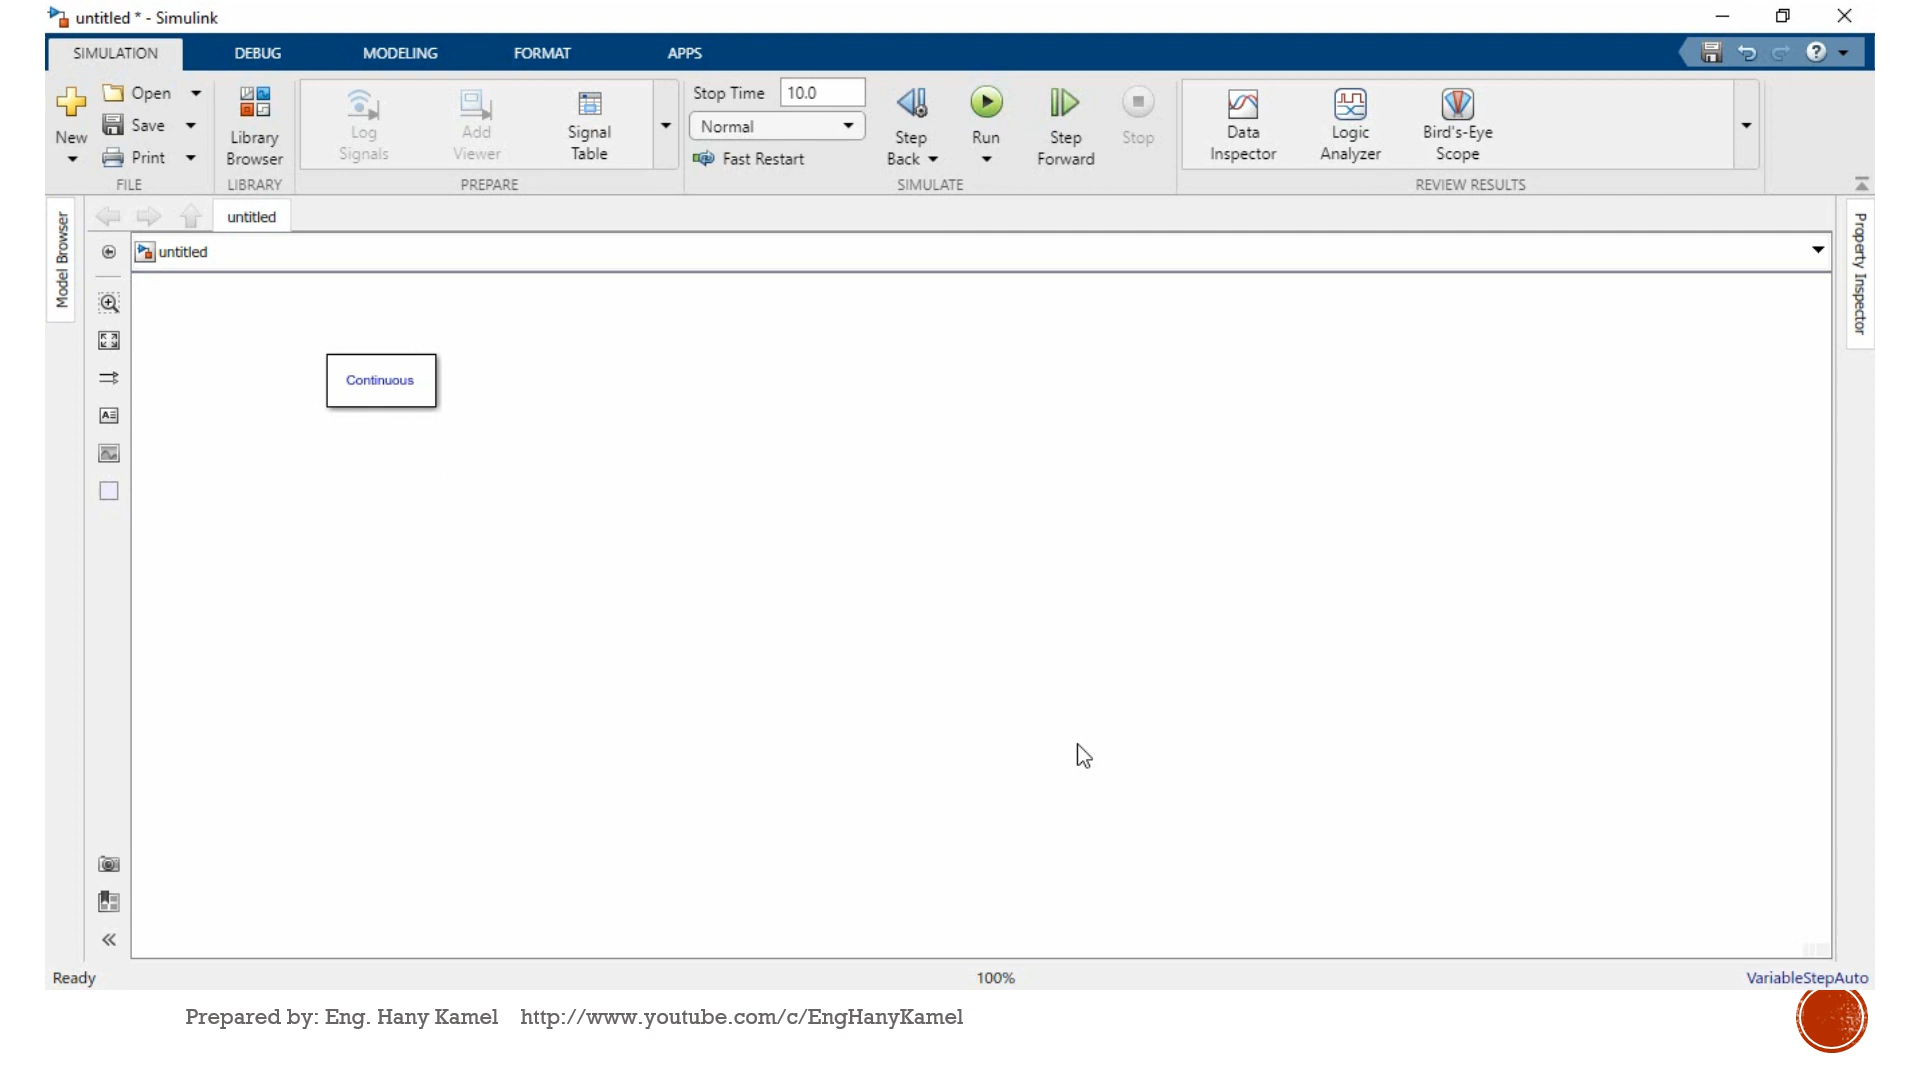 untitled * - Simulink
SIMULATION DEBUG MODELING FORMAT APPS
New
Open
Save
Print
FILE
Library
Browser
LIBRARY
Log
Signals
Add
Viewer
Signal
Table
PREPARE
Stop Time 10.0
Normal
Fast Restart
Step
Back
Run
Step
Forward
Stop
SIMULATE
Data
Inspector
Logic
Analyzer
Bird's-Eye
Scope
REVIEW RESULTS
Model Browser
untitled
untitled
Property Inspector
Continuous
Ready 100% VariableStepAuto
Prepared by: Eng. Hany Kamel http://www.youtube.com/c/EngHanyKamel